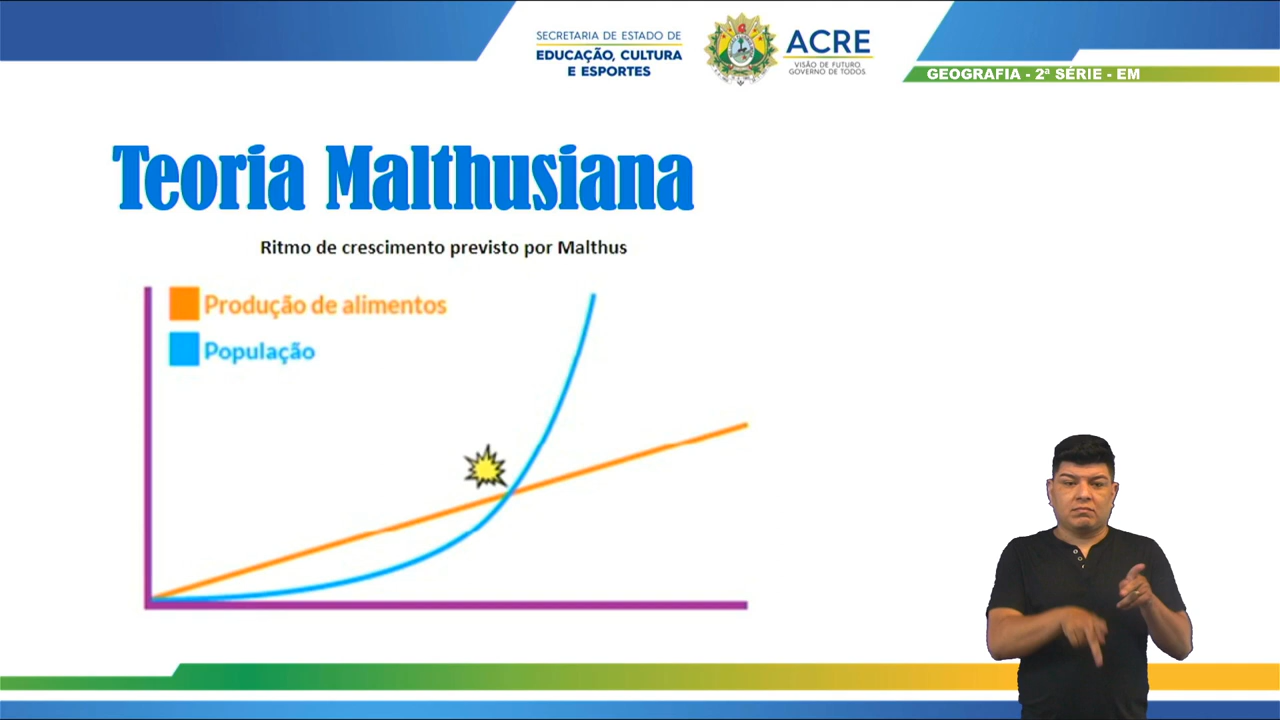 SECRETARIA DE ESTADO DE
EDUCAÇÃO, CULTURA
E ESPORTES
ACRE
VISÃO DE FUTURO
GOVERNO DE TODOS
GEOGRAFIA - 2ª SÉRIE - EM
Teoria Malthusiana
Ritmo de crescimento previsto por Malthus
Produção de alimentos
População